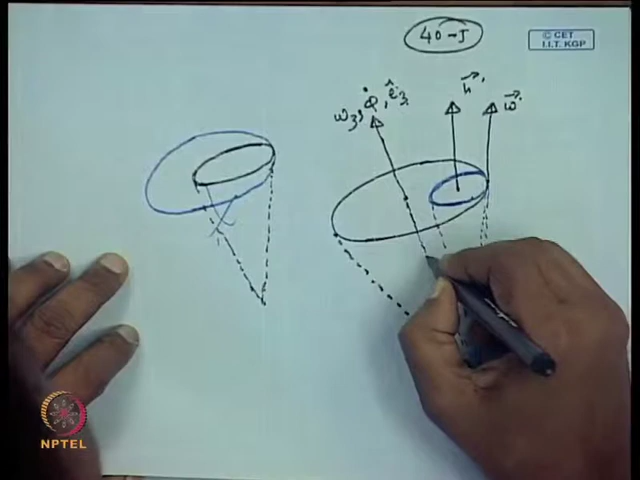 40-J
© CET
I.I.T. KGP
h⃗
ω₃, φ̇, ê₃
ω⃗
NPTEL